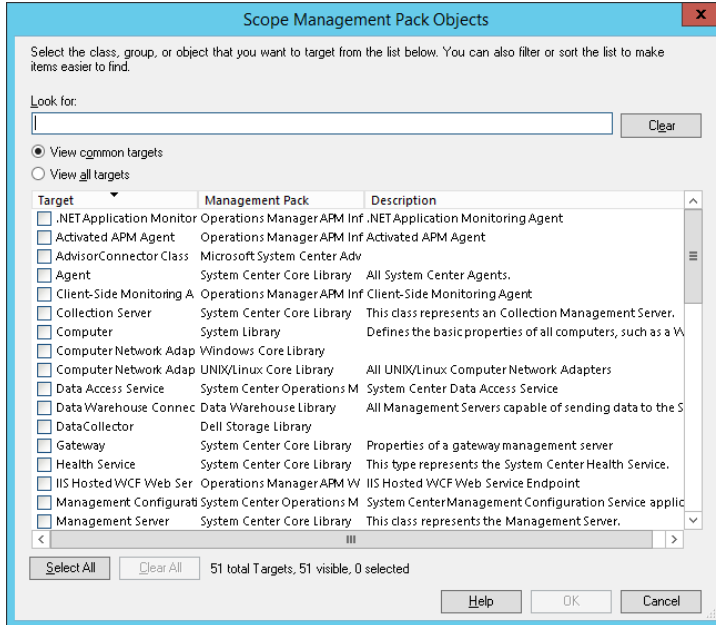 Scope Management Pack Objects
x
Select the class, group, or object that you want to target from the list below. You can also filter or sort the list to make
items easier to find.
Look for:
Clear
View common targets
View all targets
Target Management Pack Description
.NET Application Monitor Operations Manager APM Inf .NET Application Monitoring Agent
Activated APM Agent Operations Manager APM Inf Activated APM Agent
AdvisorConnector Class Microsoft System Center Adv
Agent System Center Core Library All System Center Agents.
Client-Side Monitoring A Operations Manager APM Inf Client-Side Monitoring Agent
Collection Server System Center Core Library This class represents an Collection Management Server.
Computer System Library Defines the basic properties of all computers, such as a W
Computer Network Adap Windows Core Library
Computer Network Adap UNIX/Linux Core Library All UNIX/Linux Computer Network Adapters
Data Access Service System Center Operations M System Center Data Access Service
Data Warehouse Connec Data Warehouse Library All Management Servers capable of sending data to the S
DataCollector Dell Storage Library
Gateway System Center Core Library Properties of a gateway management server
Health Service System Center Core Library This type represents the System Center Health Service.
IIS Hosted WCF Web Ser Operations Manager APM W IIS Hosted WCF Web Service Endpoint
Management Configurati System Center Operations M System Center Management Configuration Service applic
Management Server System Center Core Library This class represents the Management Server.
Select All Clear All 51 total Targets, 51 visible, 0 selected
Help OK Cancel